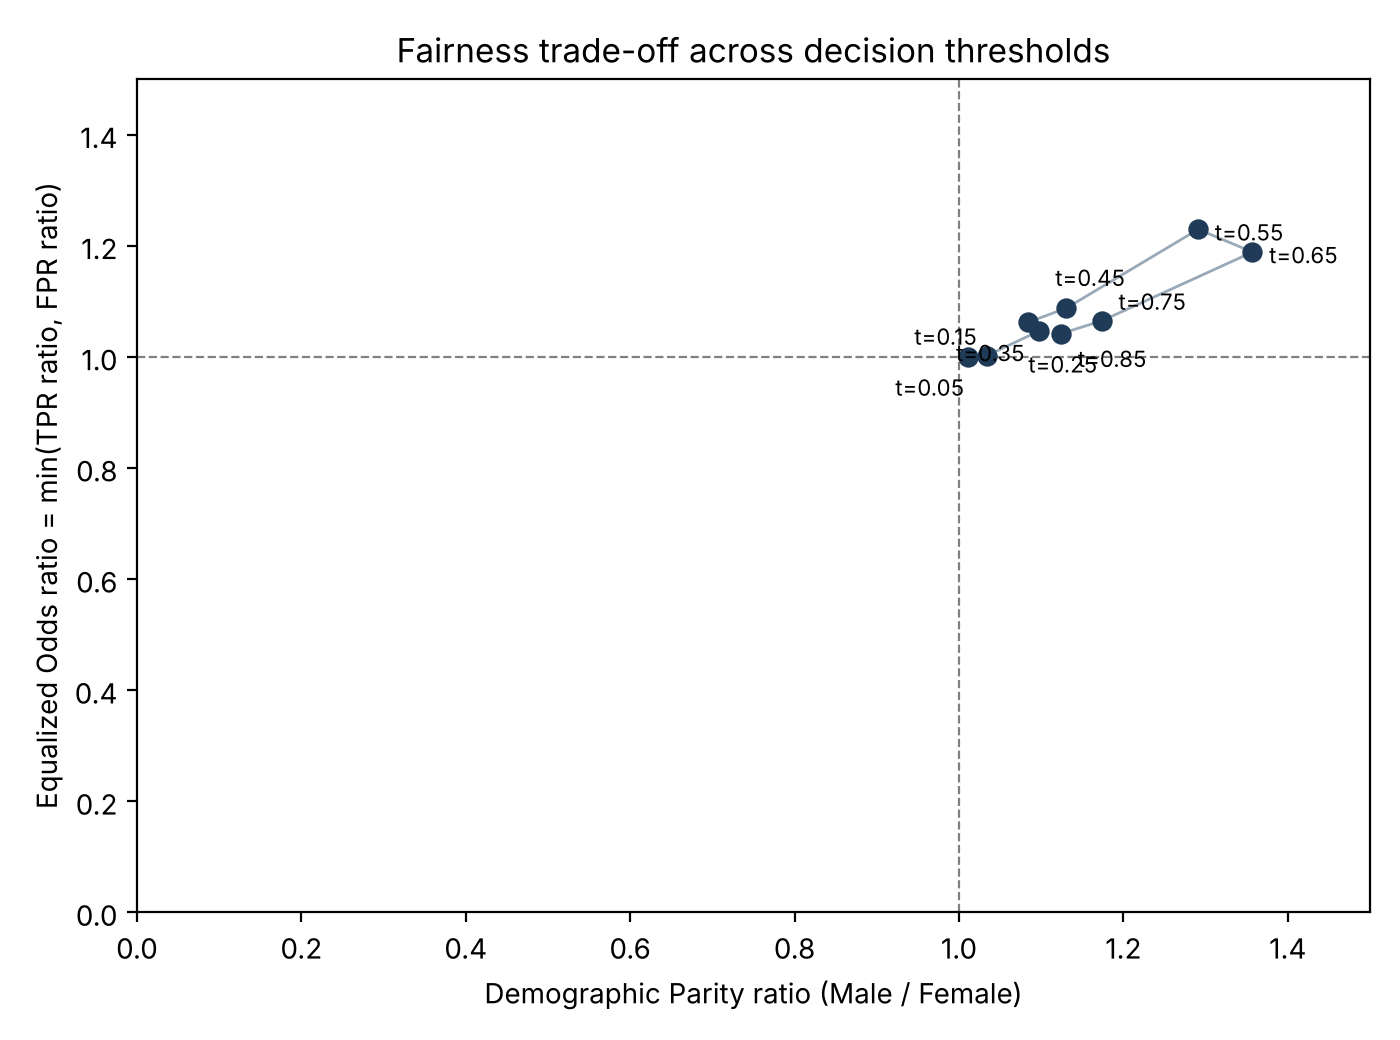 Fairness trade-off across decision thresholds
Equalized Odds ratio = min(TPR ratio, FPR ratio)
1.4
1.2
1.0
0.8
0.6
0.4
0.2
0.0
t=0.55
t=0.65
t=0.45
t=0.75
t=0.15
t=0.35
t=0.25
t=0.85
t=0.05
0.0
0.2
0.4
0.6
0.8
1.0
1.2
1.4
Demographic Parity ratio (Male / Female)